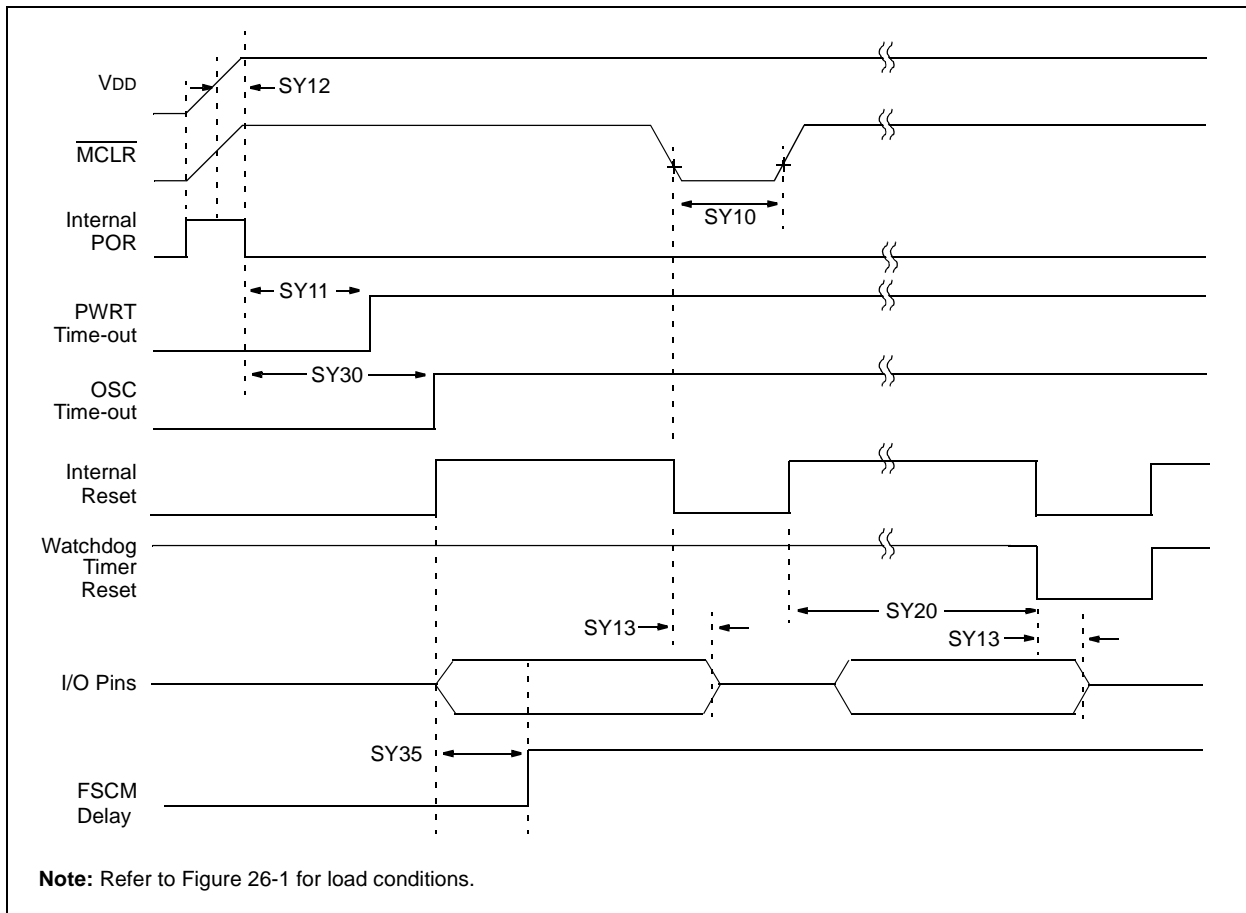 VDD
SY12
MCLR
SY10
Internal
POR
SY11
PWRT
Time-out
SY30
OSC
Time-out
Internal
Reset
Watchdog
Timer
Reset
SY20
SY13
SY13
I/O Pins
SY35
FSCM
Delay
Note: Refer to Figure 26-1 for load conditions.